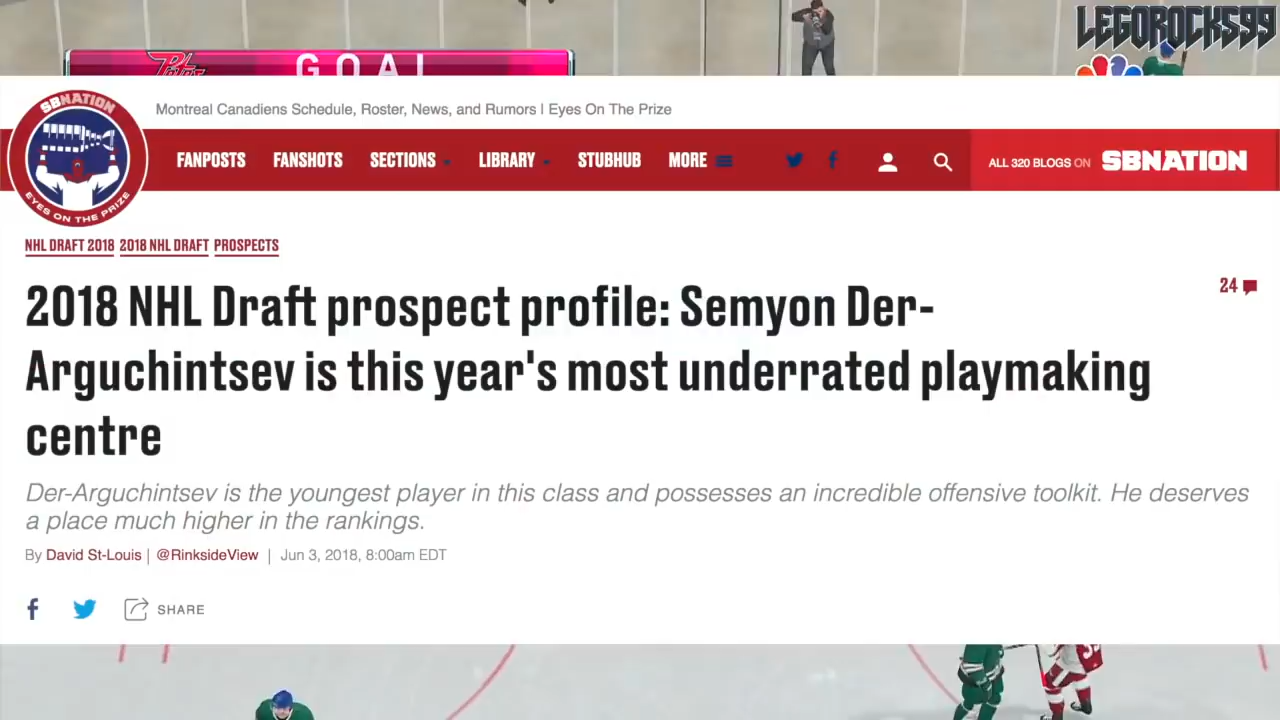 LEGOROCKS99
GOAL
SBNATION
EYES ON THE PRIZE
Montreal Canadiens Schedule, Roster, News, and Rumors | Eyes On The Prize
FANPOSTS FANSHOTS SECTIONS LIBRARY STUBHUB MORE ALL 320 BLOGS ON SBNATION
NHL DRAFT 2018 2018 NHL DRAFT PROSPECTS
2018 NHL Draft prospect profile: Semyon Der-
Arguchintsev is this year's most underrated playmaking
centre
24
Der-Arguchintsev is the youngest player in this class and possesses an incredible offensive toolkit. He deserves
a place much higher in the rankings.
By David St-Louis | @RinksideView | Jun 3, 2018, 8:00am EDT
SHARE